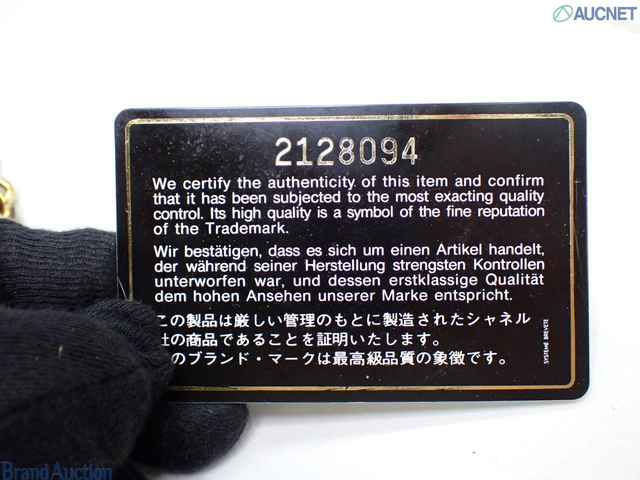 AUCNET
2128094
We certify the authenticity of this item and confirm
that it has been subjected to the most exacting quality
control. Its high quality is a symbol of the fine reputation
of the Trademark.
Wir bestätigen, dass es sich um einen Artikel handelt,
der während seiner Herstellung strengsten Kontrollen
unterworfen war, und dessen erstklassige Qualität
dem hohen Ansehen unserer Marke entspricht.
この製品は厳しい管理のもとに製造されたシャネル
社の商品であることを証明いたします。
のブランド・マークは最高級品質の象徴です。
SYSTEME BREVETE
Brand Auction